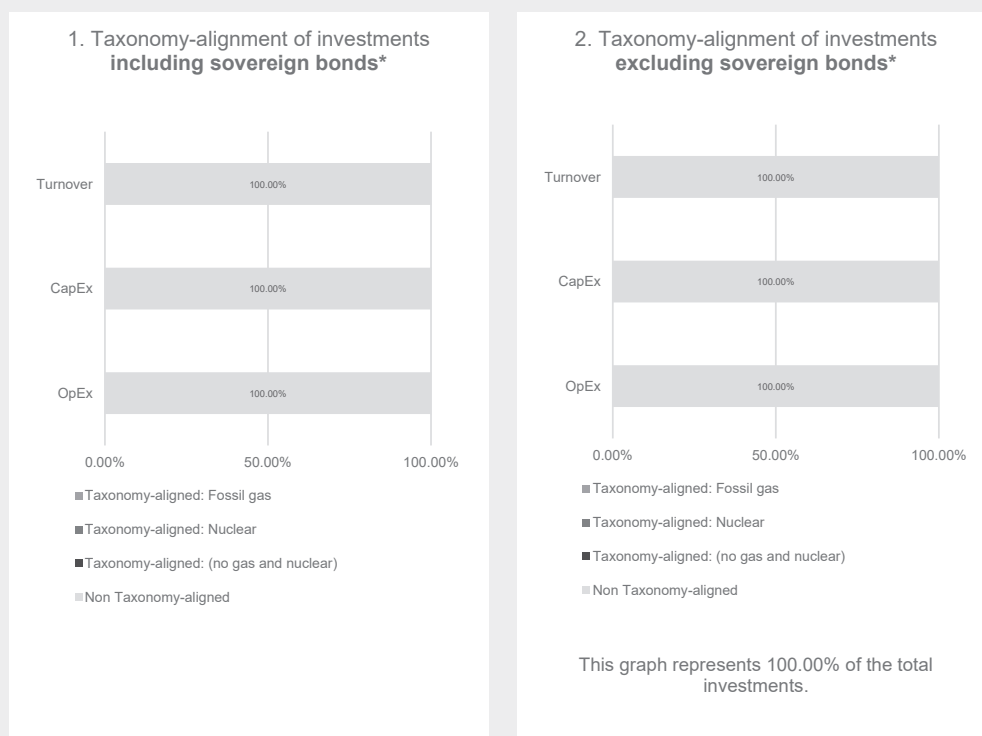 1. Taxonomy-alignment of investments
including sovereign bonds*
Turnover
100.00%
CapEx
100.00%
OpEx
100.00%
0.00%
50.00%
100.00%
Taxonomy-aligned: Fossil gas
Taxonomy-aligned: Nuclear
Taxonomy-aligned: (no gas and nuclear)
Non Taxonomy-aligned
2. Taxonomy-alignment of investments
excluding sovereign bonds*
Turnover
100.00%
CapEx
100.00%
OpEx
100.00%
0.00%
50.00%
100.00%
Taxonomy-aligned: Fossil gas
Taxonomy-aligned: Nuclear
Taxonomy-aligned: (no gas and nuclear)
Non Taxonomy-aligned
This graph represents 100.00% of the total
investments.